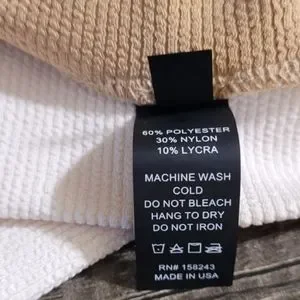 60% POLYESTER
30% NYLON
10% LYCRA
MACHINE WASH
COLD
DO NOT BLEACH
HANG TO DRY
DO NOT IRON
RN# 158243
MADE IN USA